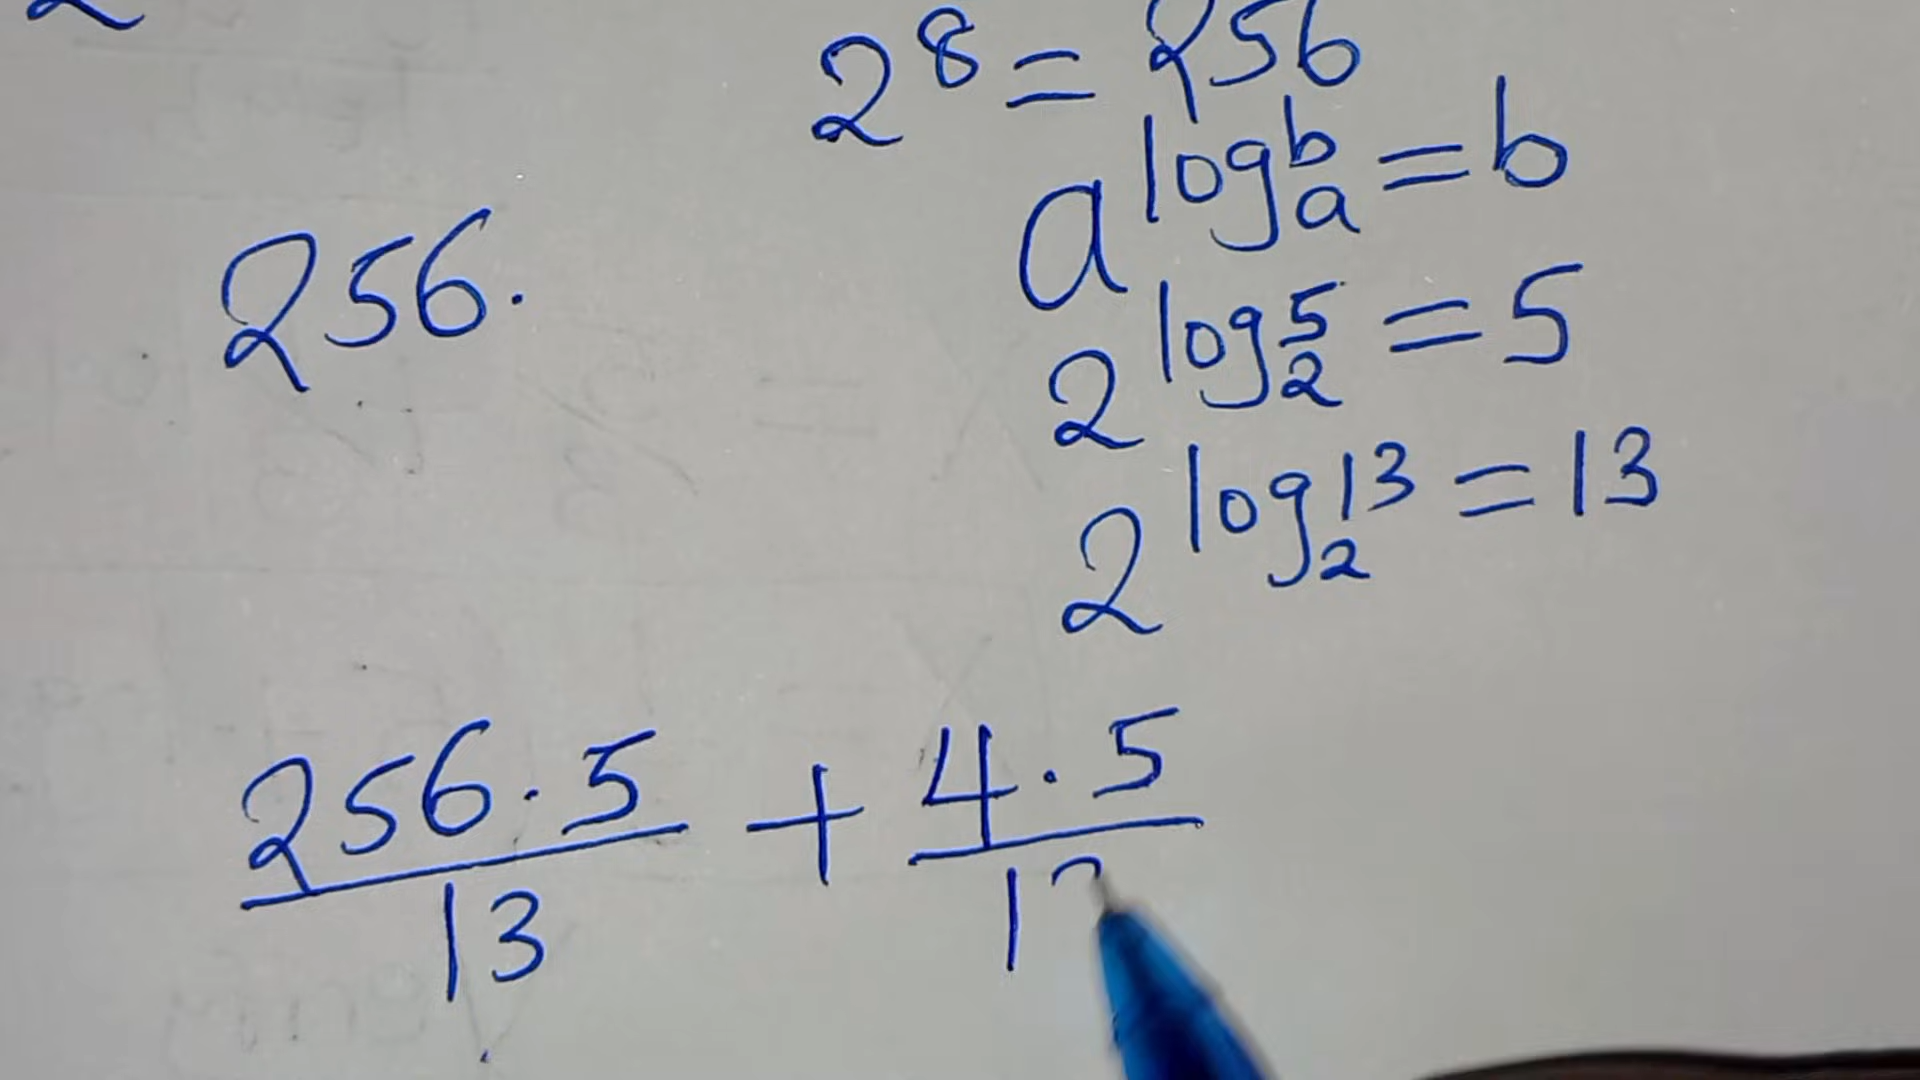 2^8 = 256
a^log_a^b = b
256.
2^log_2^5 = 5
2^log_2^13 = 13
256 · 5 / 13 + 4 · 5 / 1